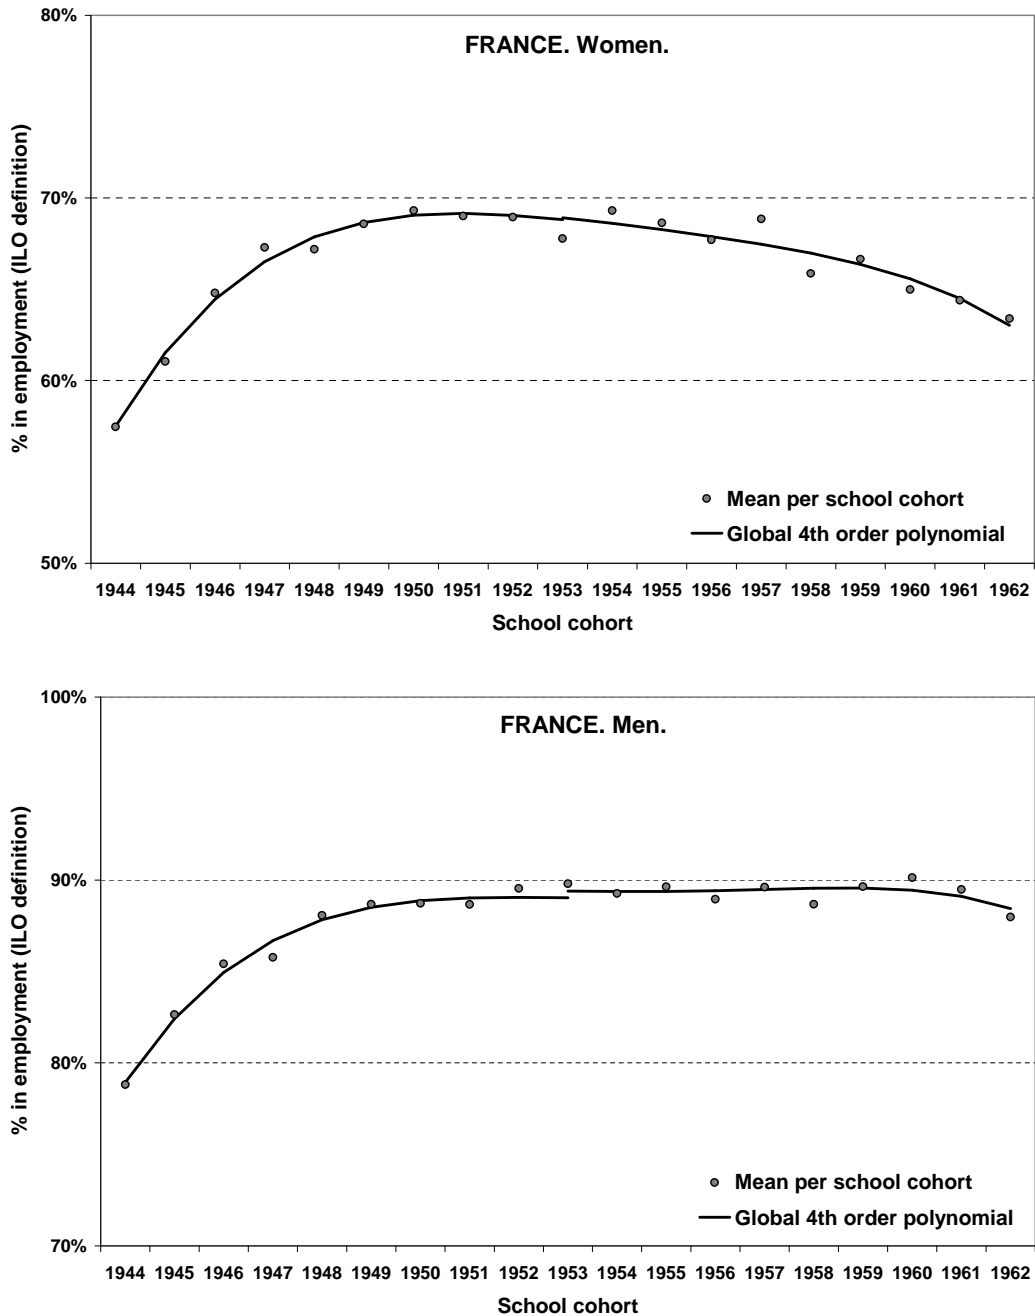 FRANCE. Women.
80%
70%
60%
50%
% in employment (ILO definition)
Mean per school cohort
Global 4th order polynomial
1944 1945 1946 1947 1948 1949 1950 1951 1952 1953 1954 1955 1956 1957 1958 1959 1960 1961 1962
School cohort
FRANCE. Men.
100%
90%
80%
70%
% in employment (ILO definition)
Mean per school cohort
Global 4th order polynomial
1944 1945 1946 1947 1948 1949 1950 1951 1952 1953 1954 1955 1956 1957 1958 1959 1960 1961 1962
School cohort